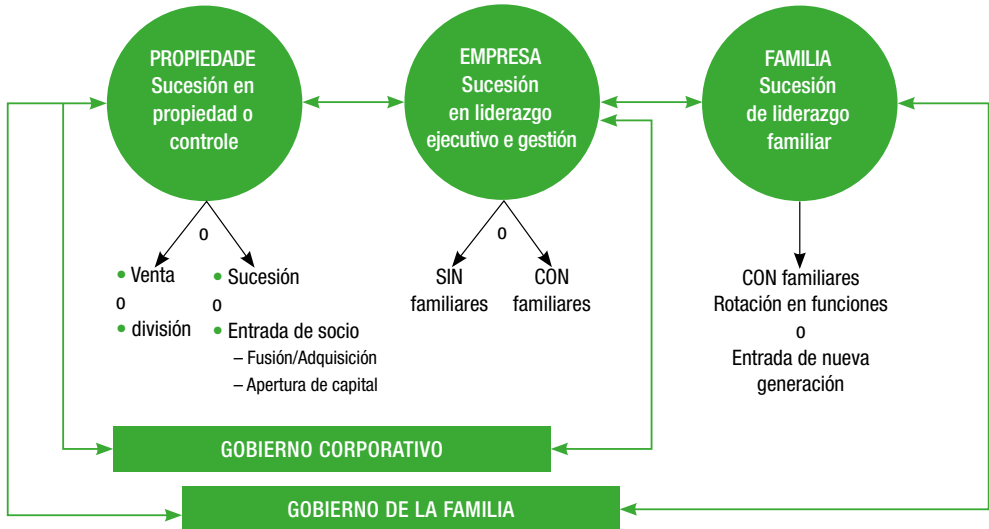 PROPIEDADE
Sucesión en
propiedad o
controle
EMPRESA
Sucesión
en liderazgo
ejecutivo e gestión
FAMILIA
Sucesión
de liderazgo
familiar
o
• Venta
o
• división
• Sucesión
o
• Entrada de socio
– Fusión/Adquisición
– Apertura de capital
o
SIN
familiares
CON
familiares
CON familiares
Rotación en funciones
o
Entrada de nueva
generación
GOBIERNO CORPORATIVO
GOBIERNO DE LA FAMILIA